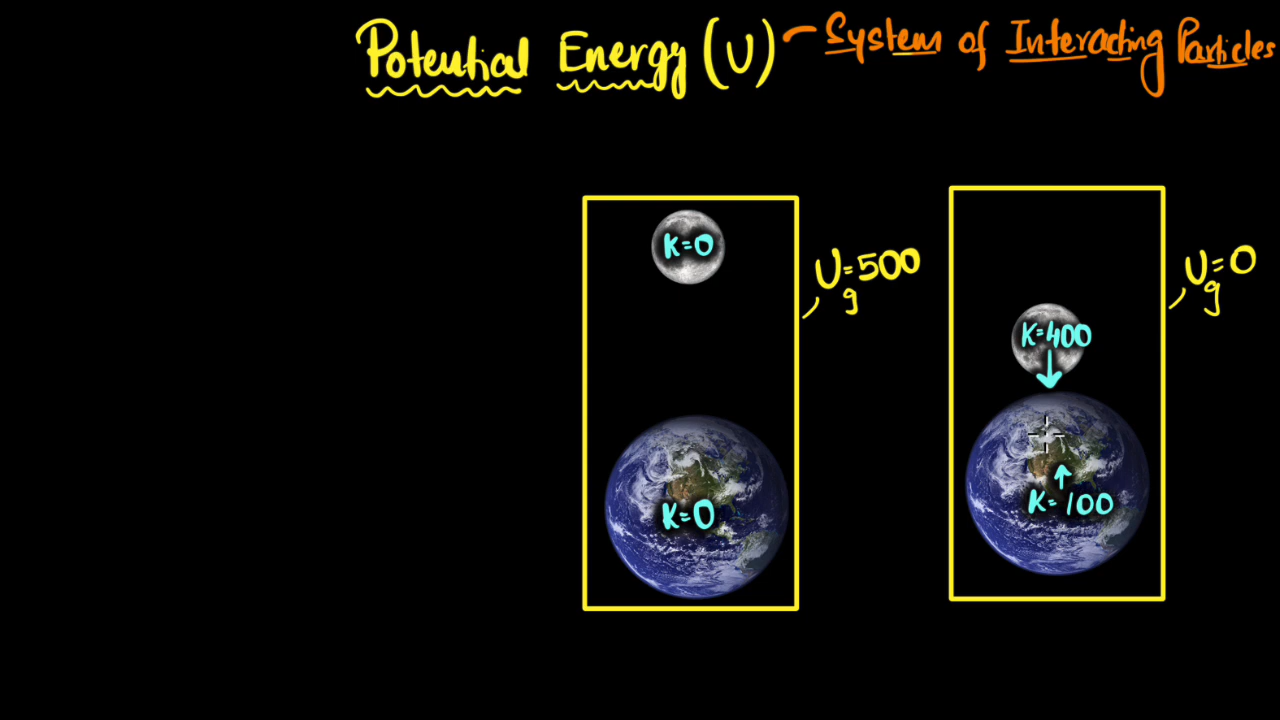 Potential Energy (U) - System of Interacting Particles
K=0
Ug=500
K=0
Ug=0
K=400
K=100